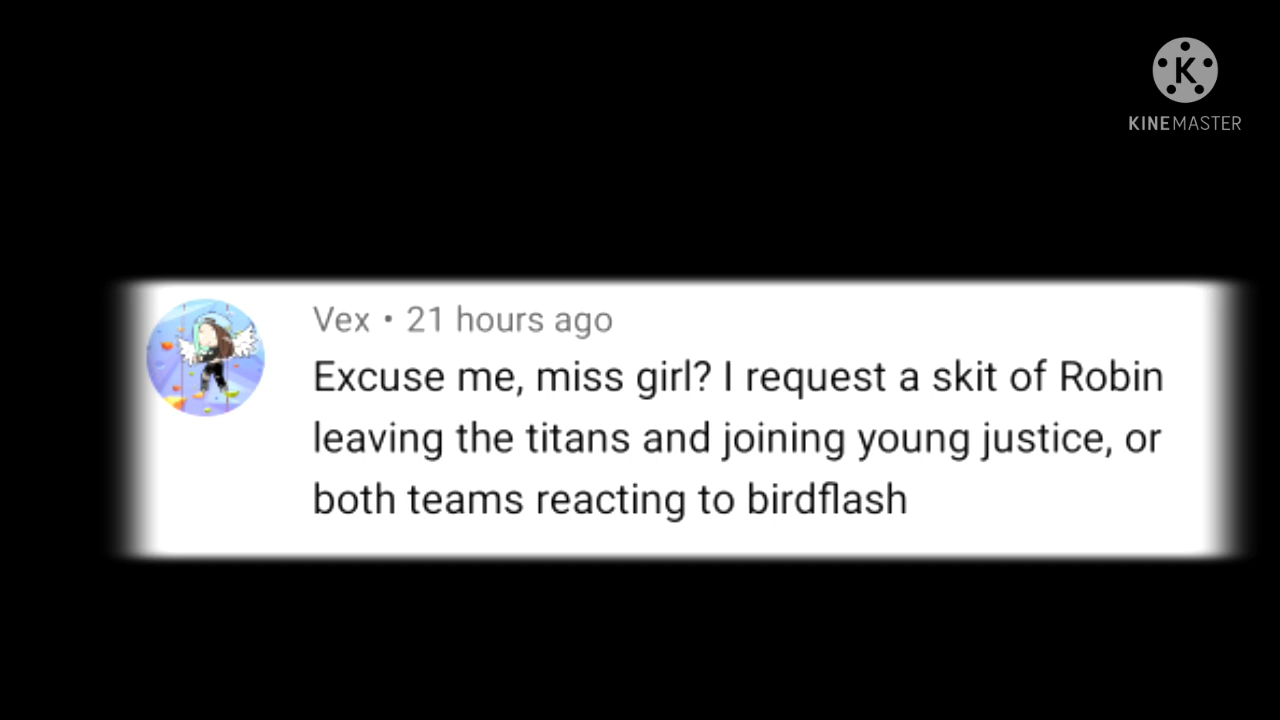 K
KINEMASTER
Vex • 21 hours ago
Excuse me, miss girl? I request a skit of Robin
leaving the titans and joining young justice, or
both teams reacting to birdflash